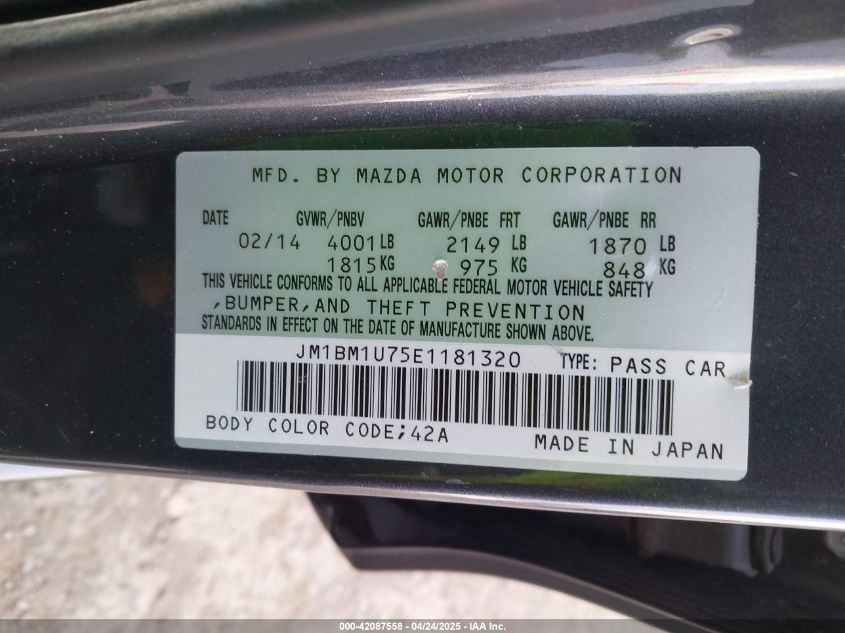 MFD. BY MAZDA MOTOR CORPORATION
DATE GVWR/PNBV GAWR/PNBE FRT GAWR/PNBE RR
02/14 4001 LB 2149 LB 1870 LB
1815 KG 975 KG 848 KG
THIS VEHICLE CONFORMS TO ALL APPLICABLE FEDERAL MOTOR VEHICLE SAFETY
,BUMPER,AND THEFT PREVENTION
STANDARDS IN EFFECT ON THE DATE OF MANUFACTURE SHOWN ABOVE.
JM1BM1U75E1181320 TYPE: PASS CAR
BODY COLOR CODE;42A MADE IN JAPAN
000-42087558 - 04/24/2025 - IAA Inc.